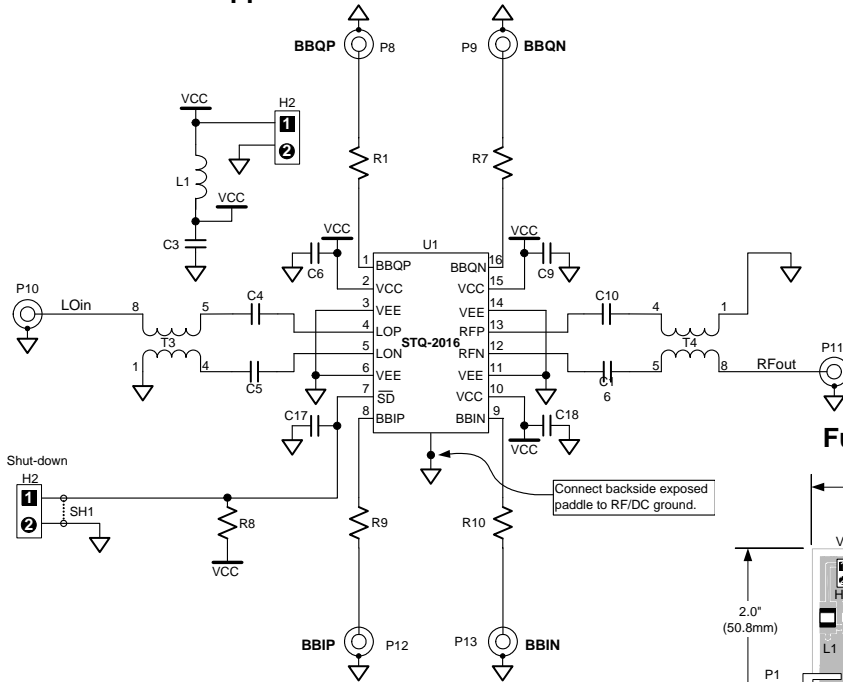 BBQP P8
P9 BBQN
VCC
H2
1
2
R1
R7
L1
VCC
C3
U1
VCC
VCC
C6
C9
1 BBQP
BBQN 16
2 VCC
VCC 15
3 VEE
VEE 14
4 LOP
RFP 13
STQ-2016
5 LON
RFN 12
6 VEE
VEE 11
7 SD
VCC 10
8 BBIP
BBIN 9
P10
LOin
8
5
C4
T3
1
4
C5
C10
4
1
T4
C1
6
5
8
RFout
P11
C17
C18
VCC
Shut-down
H2
1
2
SH1
R8
VCC
R9
R10
Connect backside exposed
paddle to RF/DC ground.
BBIP P12
P13 BBIN
2.0"
(50.8mm)
L1
P1